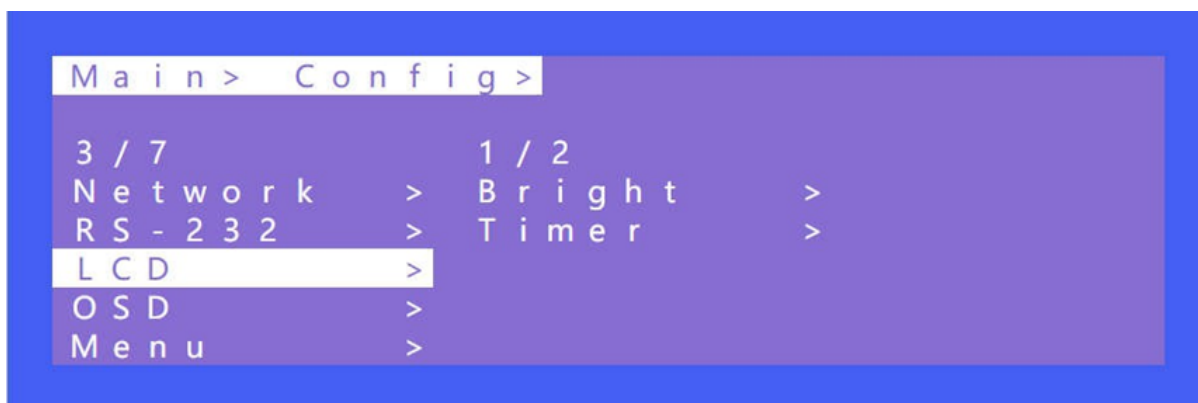 Main> Config>
3/7 1/2
Network > Bright >
RS-232 > Timer >
LCD >
OSD >
Menu >